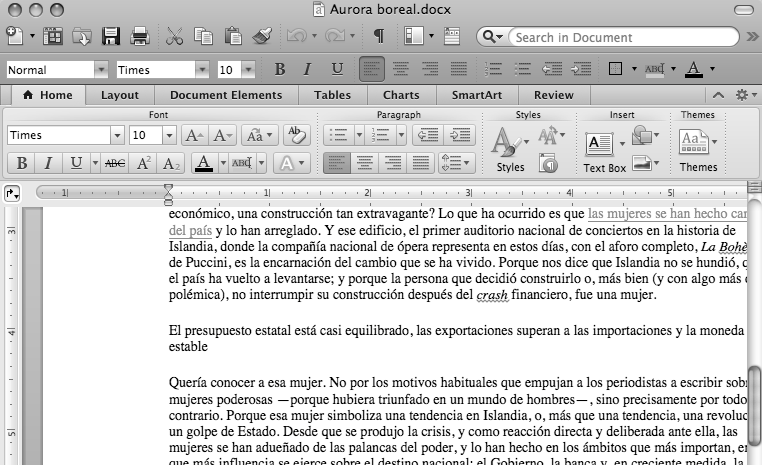 Aurora boreal.docx
Search in Document
Normal Times 10 B I U ABC A
Home Layout Document Elements Tables Charts SmartArt Review
Font Paragraph Styles Insert Themes
Times 10 A A Aa Ab Aa
B I U ABC A² A₂ A ABC A Styles Text Box Themes
1 1 2 3 4 5
económico, una construcción tan extravagante? Lo que ha ocurrido es que las mujeres se han hecho
del país y lo han arreglado. Y ese edificio, el primer auditorio nacional de conciertos en la historia de
Islandia, donde la compañía nacional de ópera representa en estos días, con el aforo completo, La
de Puccini, es la encarnación del cambio que se ha vivido. Porque nos dice que Islandia no se hundió,
el país ha vuelto a levantarse; y porque la persona que decidió construirlo o, más bien (y con algo más
polémica), no interrumpir su construcción después del crash financiero, fue una mujer.
3
4
El presupuesto estatal está casi equilibrado, las exportaciones superan a las importaciones y la moneda
estable
Quería conocer a esa mujer. No por los motivos habituales que empujan a los periodistas a escribir
mujeres poderosas —porque hubiera triunfado en un mundo de hombres—, sino precisamente por todo
contrario. Porque esa mujer simboliza una tendencia en Islandia, o, más que una tendencia, una
un golpe de Estado. Desde que se produjo la crisis, y como reacción directa y deliberada ante ella, las
5
mujeres se han adueñado de las palancas del poder, y lo han hecho en los ámbitos que más importan,
que más influencia se ejerce sobre el destino nacional: el Gobierno, la banca y, en creciente medida, la